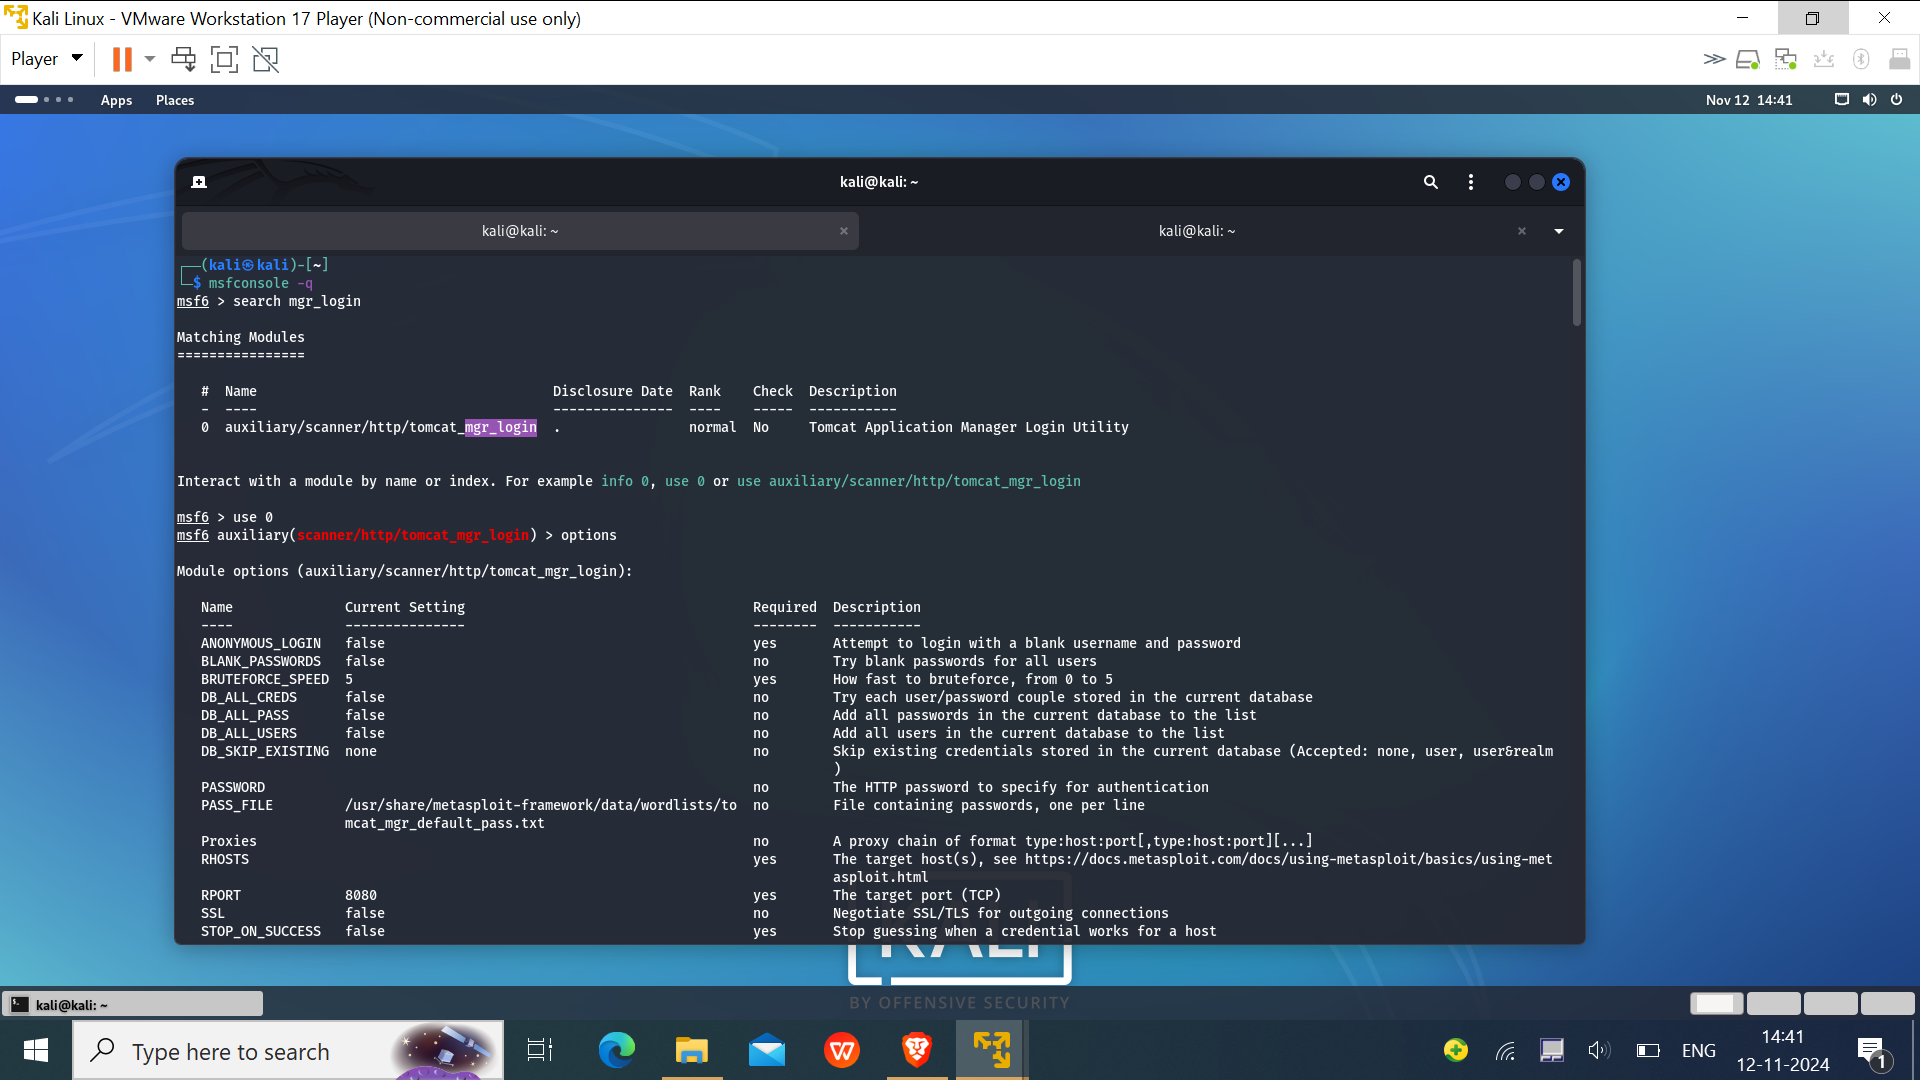 Kali Linux - VMware Workstation 17 Player (Non-commercial use only)
Player
Apps Places Nov 12 14:41
kali@kali: ~
kali@kali: ~ kali@kali: ~
┌──(kali㉿kali)-[~]
└─$ msfconsole -q
msf6 > search mgr_login
Matching Modules
================
# Name Disclosure Date Rank Check Description
- ---- --------------- ---- ----- -----------
0 auxiliary/scanner/http/tomcat_mgr_login . normal No Tomcat Application Manager Login Utility
Interact with a module by name or index. For example info 0, use 0 or use auxiliary/scanner/http/tomcat_mgr_login
msf6 > use 0
msf6 auxiliary(scanner/http/tomcat_mgr_login) > options
Module options (auxiliary/scanner/http/tomcat_mgr_login):
Name Current Setting Required Description
---- --------------- -------- -----------
ANONYMOUS_LOGIN false yes Attempt to login with a blank username and password
BLANK_PASSWORDS false no Try blank passwords for all users
BRUTEFORCE_SPEED 5 yes How fast to bruteforce, from 0 to 5
DB_ALL_CREDS false no Try each user/password couple stored in the current database
DB_ALL_PASS false no Add all passwords in the current database to the list
DB_ALL_USERS false no Add all users in the current database to the list
DB_SKIP_EXISTING none no Skip existing credentials stored in the current database (Accepted: none, user, user&realm
)
PASSWORD no The HTTP password to specify for authentication
PASS_FILE /usr/share/metasploit-framework/data/wordlists/to no File containing passwords, one per line
mcat_mgr_default_pass.txt
Proxies no A proxy chain of format type:host:port[,type:host:port][...]
RHOSTS yes The target host(s), see https://docs.metasploit.com/docs/using-metasploit/basics/using-met
asploit.html
RPORT 8080 yes The target port (TCP)
SSL false no Negotiate SSL/TLS for outgoing connections
STOP_ON_SUCCESS false yes Stop guessing when a credential works for a host
KALI
BY OFFENSIVE SECURITY
kali@kali: ~
Type here to search
ENG
14:41
12-11-2024
1